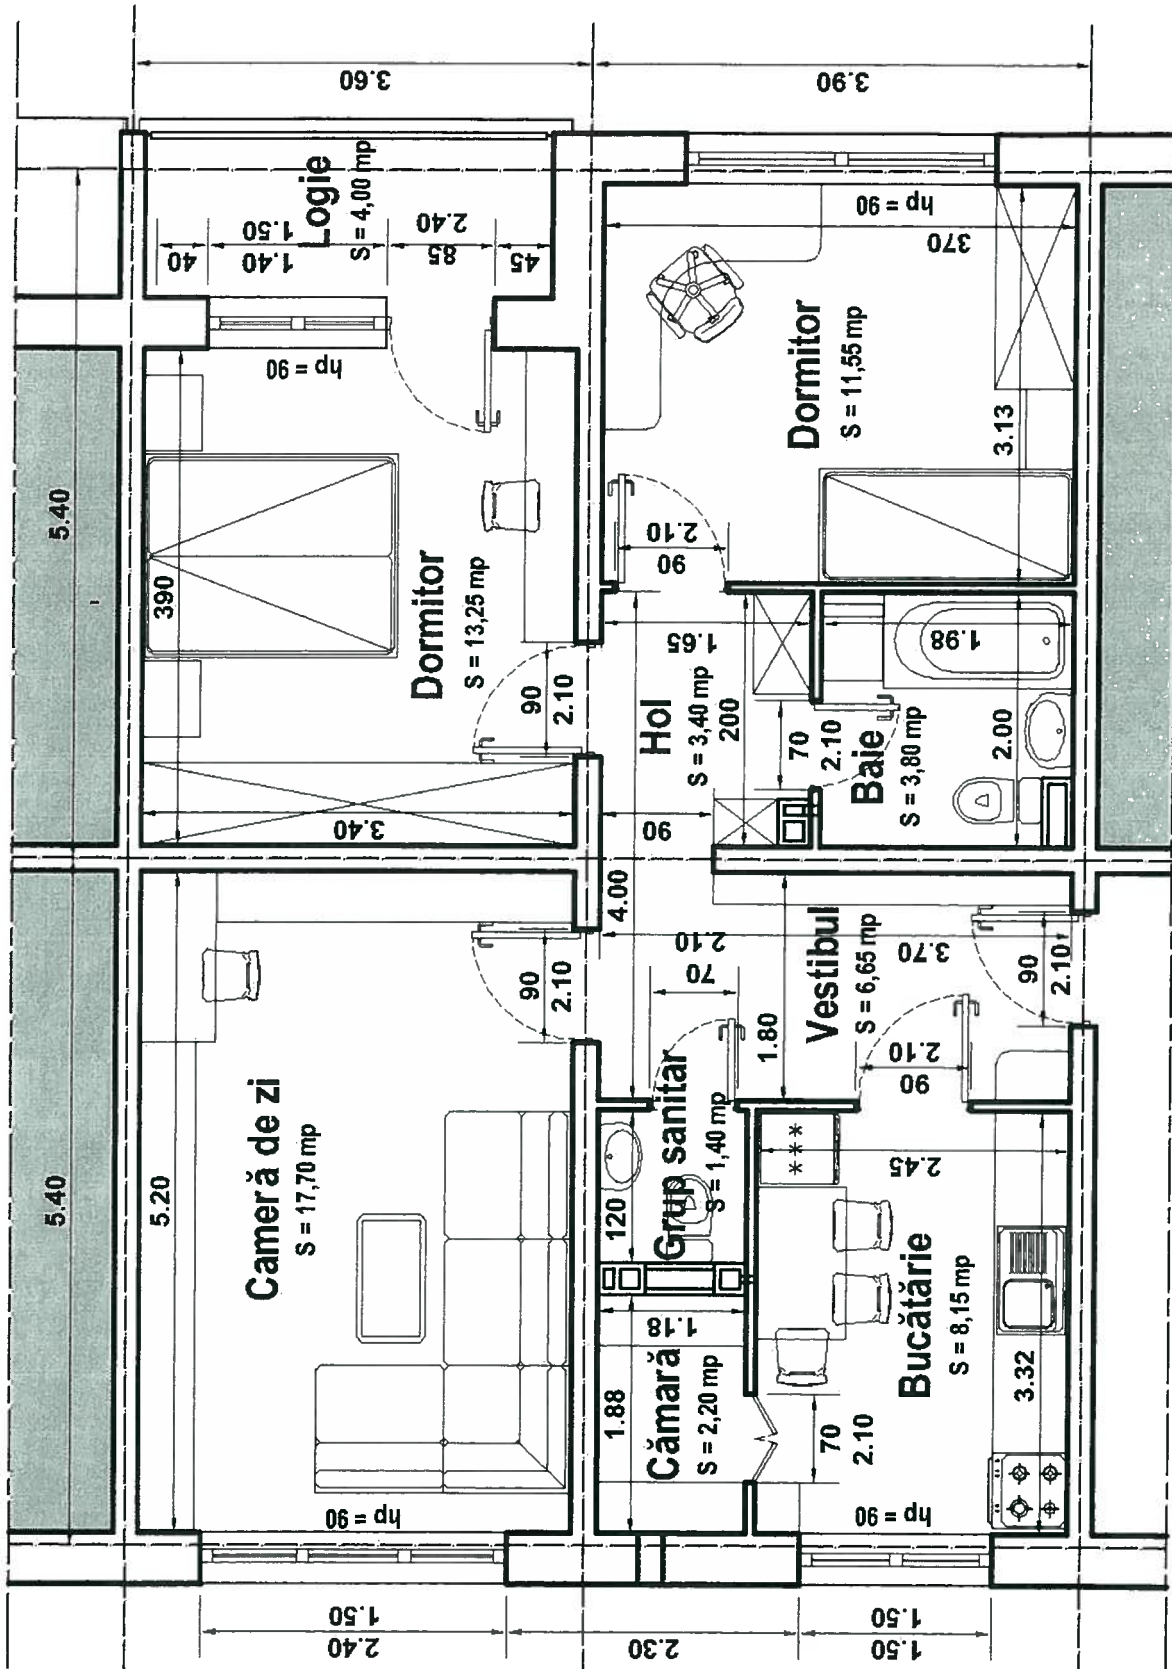 3.60
3.90
Logie
S = 4,00 mp
40
1.50
1.40
2.40
85
45
hp = 90
hp = 90
370
5.40
390
Dormitor
S = 13,25 mp
3.40
90
2.10
Dormitor
S = 11,55 mp
3.13
2.10
90
1.65
Hol
S = 3,40 mp
200
90
70
2.10
Baie
S = 3,80 mp
1.98
2.00
5.40
5.20
Cameră de zi
S = 17,70 mp
hp = 90
90
2.10
4.00
2.10
70
1.80
Vestibul
S = 6,65 mp
3.70
90
2.10
2.10
90
Grup sanitar
S = 1,40 mp
120
1.18
1.88
Cămară
S = 2,20 mp
70
2.10
***
2.45
Bucătărie
S = 8,15 mp
3.32
hp = 90
1.50
2.40
2.30
1.50
1.50